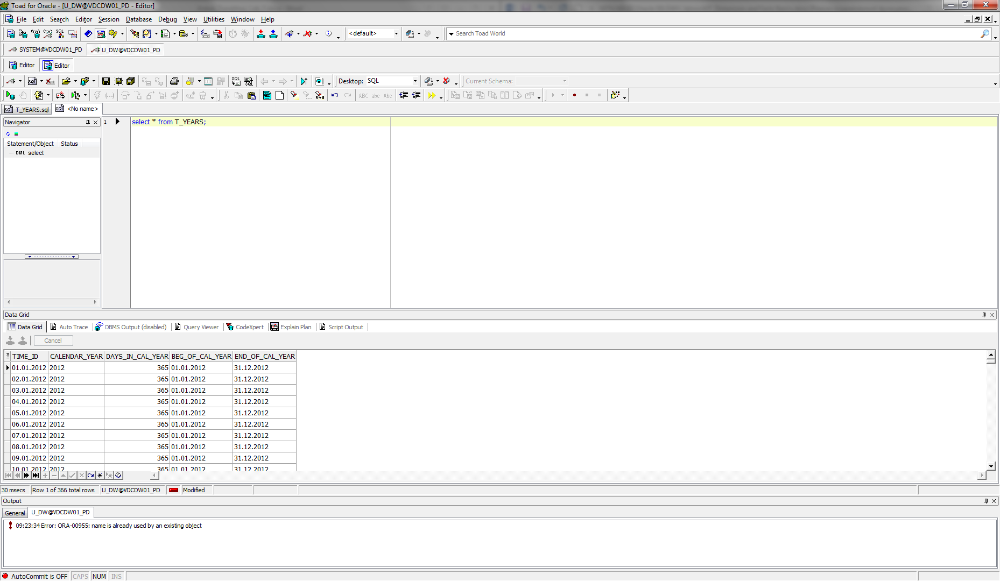 Toad for Oracle - [U_DW@VDCDW01_PD - Editor]
File Edit Search Editor Session Database Debug View Utilities Window Help
<default> Search Toad World
SYSTEM@VDCDW01_PD U_DW@VDCDW01_PD
Editor Editor
SQL SQL SQL Desktop: SQL Current Schema:
ABC abc Abc
T_YEARS.sql <No name>
Navigator
1 select * from T_YEARS;
Statement/Object Status
DML select
Data Grid
Data Grid Auto Trace DBMS Output (disabled) Query Viewer CodeXpert Explain Plan Script Output
Cancel
TIME_ID CALENDAR_YEAR DAYS_IN_CAL_YEAR BEG_OF_CAL_YEAR END_OF_CAL_YEAR
01.01.2012 2012 365 01.01.2012 31.12.2012
02.01.2012 2012 365 01.01.2012 31.12.2012
03.01.2012 2012 365 01.01.2012 31.12.2012
04.01.2012 2012 365 01.01.2012 31.12.2012
05.01.2012 2012 365 01.01.2012 31.12.2012
06.01.2012 2012 365 01.01.2012 31.12.2012
07.01.2012 2012 365 01.01.2012 31.12.2012
08.01.2012 2012 365 01.01.2012 31.12.2012
09.01.2012 2012 365 01.01.2012 31.12.2012
10.01.2012 2012 365 01.01.2012 31.12.2012
30 msecs Row 1 of 366 total rows U_DW@VDCDW01_PD Modified
Output
General U_DW@VDCDW01_PD
09:23:34 Error: ORA-00955: name is already used by an existing object
AutoCommit is OFF CAPS NUM INS